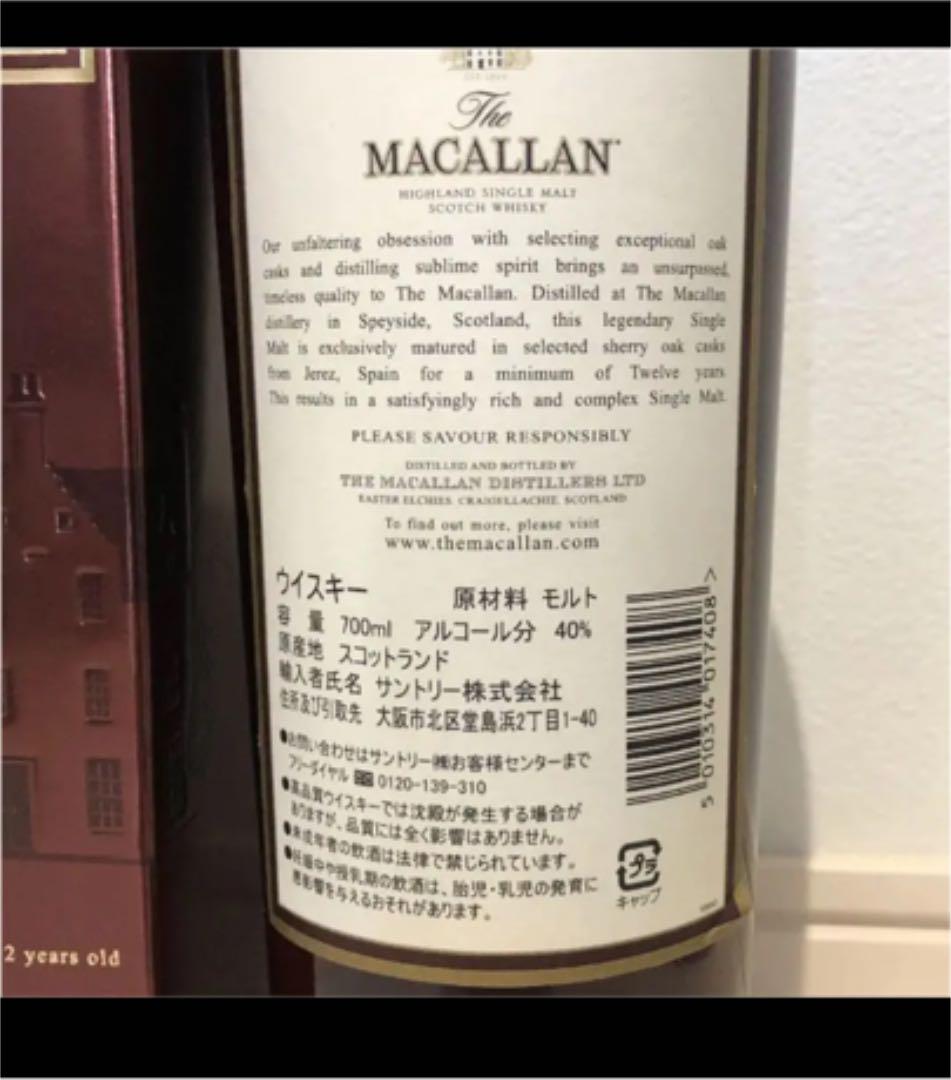 The
MACALLAN
HIGHLAND SINGLE MALT
SCOTCH WHISKY
Our unfaltering obsession with selecting exceptional oak
casks and distilling sublime spirit brings an unsurpassed,
timeless quality to The Macallan. Distilled at The Macallan
distillery in Speyside, Scotland, this legendary Single
Malt is exclusively matured in selected sherry oak casks
from Jerez, Spain for a minimum of Twelve years.
This results in a satisfyingly rich and complex Single Malt.
PLEASE SAVOUR RESPONSIBLY
DISTILLED AND BOTTLED BY
THE MACALLAN DISTILLERS LTD
EASTER ELCHIES, CRAIGELLACHIE, SCOTLAND
To find out more, please visit
www.themacallan.com
ウイスキー 原材料 モルト
容量 700ml アルコール分 40%
原産地 スコットランド
輸入者氏名 サントリー株式会社
住所及び引取先 大阪市北区堂島浜2丁目1-40
●お問い合わせはサントリー㈱お客様センターまで
フリーダイヤル 0120-139-310
●高品質ウイスキーでは沈殿が発生する場合が
ありますが、品質には全く影響はありません。
●未成年者の飲酒は法律で禁じられています。
●妊娠中や授乳期の飲酒は、胎児・乳児の発育に
悪影響を与えるおそれがあります。
5 010314 017408 >
プラ
キャップ
2 years old